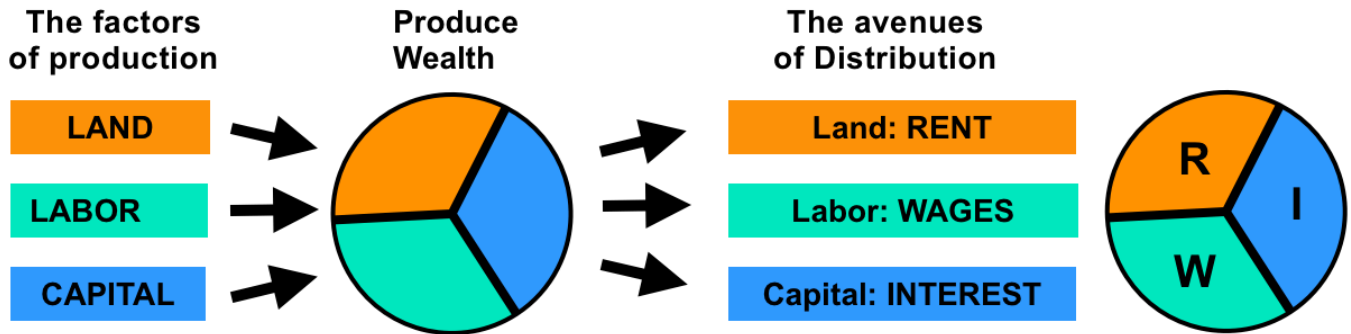 The factors
of production
Produce
Wealth
The avenues
of Distribution
LAND
LABOR
CAPITAL
Land: RENT
Labor: WAGES
Capital: INTEREST
R
I
W